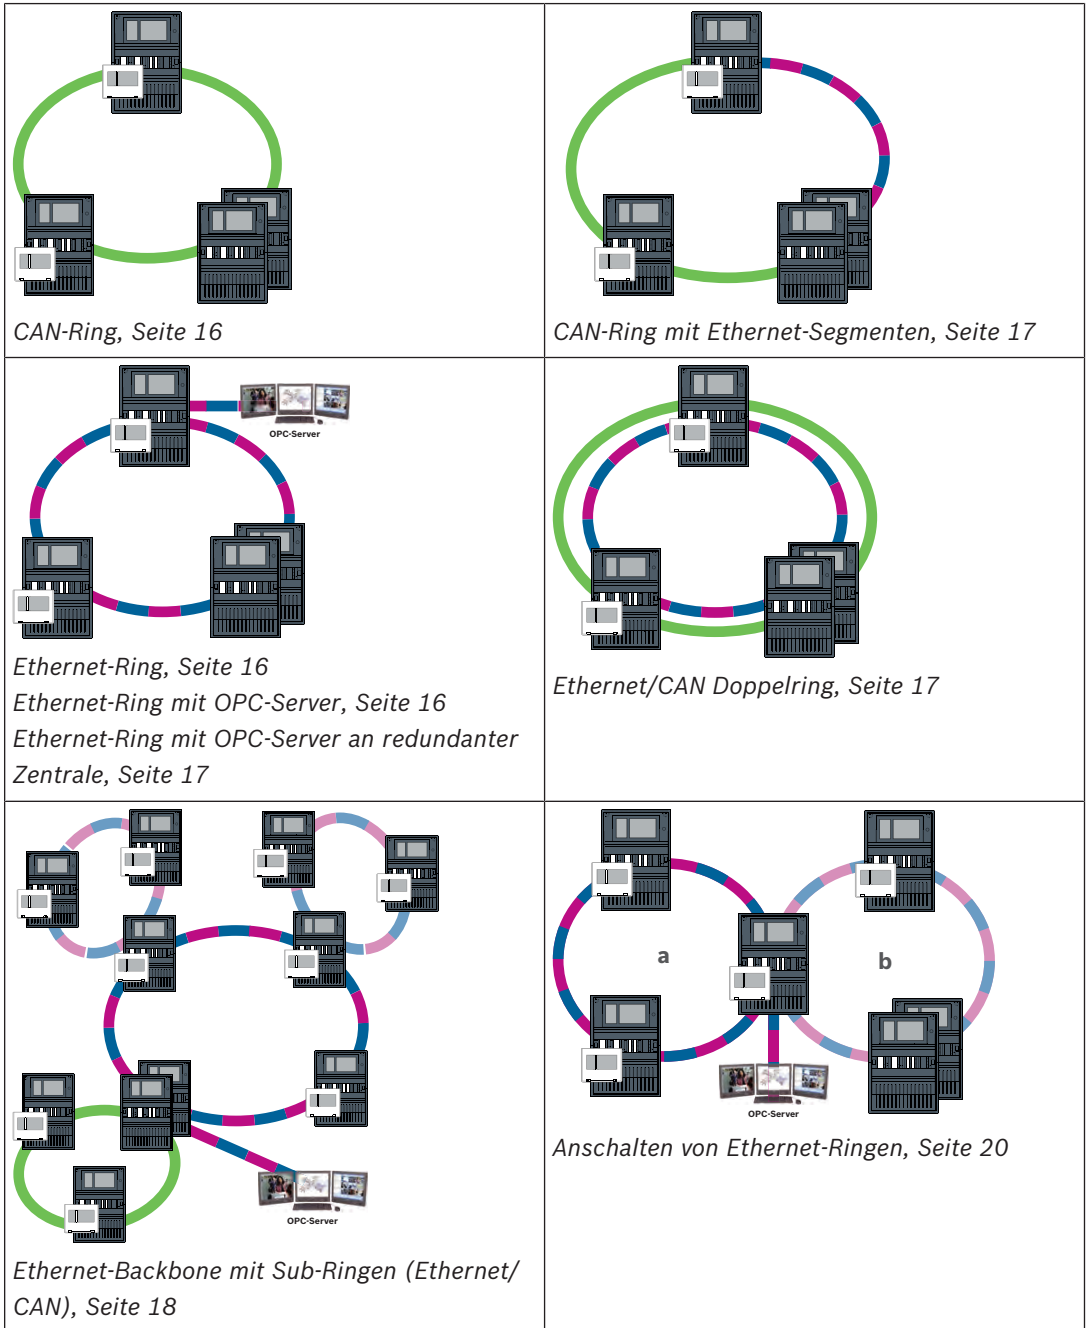 CAN-Ring, Seite 16
CAN-Ring mit Ethernet-Segmenten, Seite 17
OPC-Server
Ethernet-Ring, Seite 16
Ethernet-Ring mit OPC-Server, Seite 16
Ethernet-Ring mit OPC-Server an redundanter
Zentrale, Seite 17
Ethernet/CAN Doppelring, Seite 17
OPC-Server
Ethernet-Backbone mit Sub-Ringen (Ethernet/
CAN), Seite 18
a
b
OPC-Server
Anschalten von Ethernet-Ringen, Seite 20